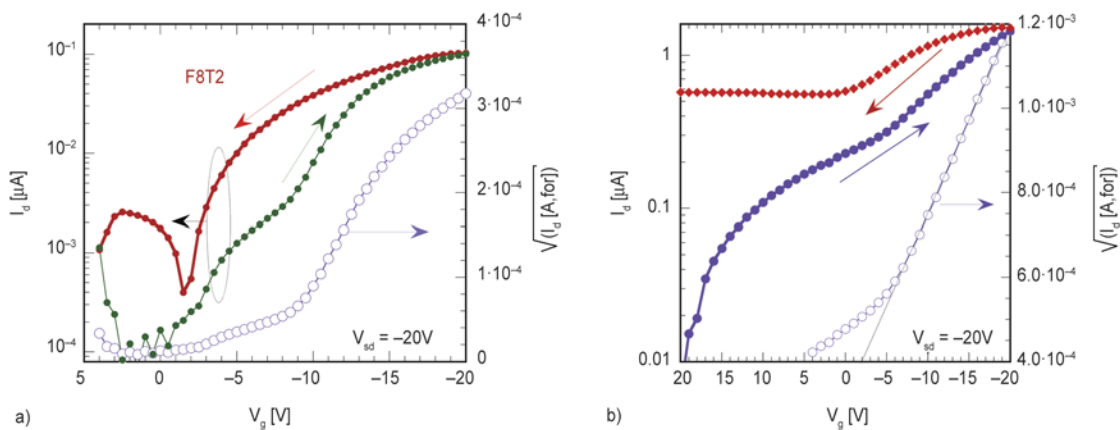 F8T2
10⁻¹
10⁻²
10⁻³
10⁻⁴
I_d [µA]
4·10⁻⁴
3·10⁻⁴
2·10⁻⁴
1·10⁻⁴
0
√(I_d [A,for])
V_sd = –20V
5 0 –5 –10 –15 –20
a) V_g [V]
1
0.1
0.01
I_d [µA]
1.2·10⁻³
1.0·10⁻³
8.0·10⁻⁴
6.0·10⁻⁴
4.0·10⁻⁴
√(I_d [A,for])
V_sd = –20V
20 15 10 5 0 –5 –10 –15 –20
b) V_g [V]